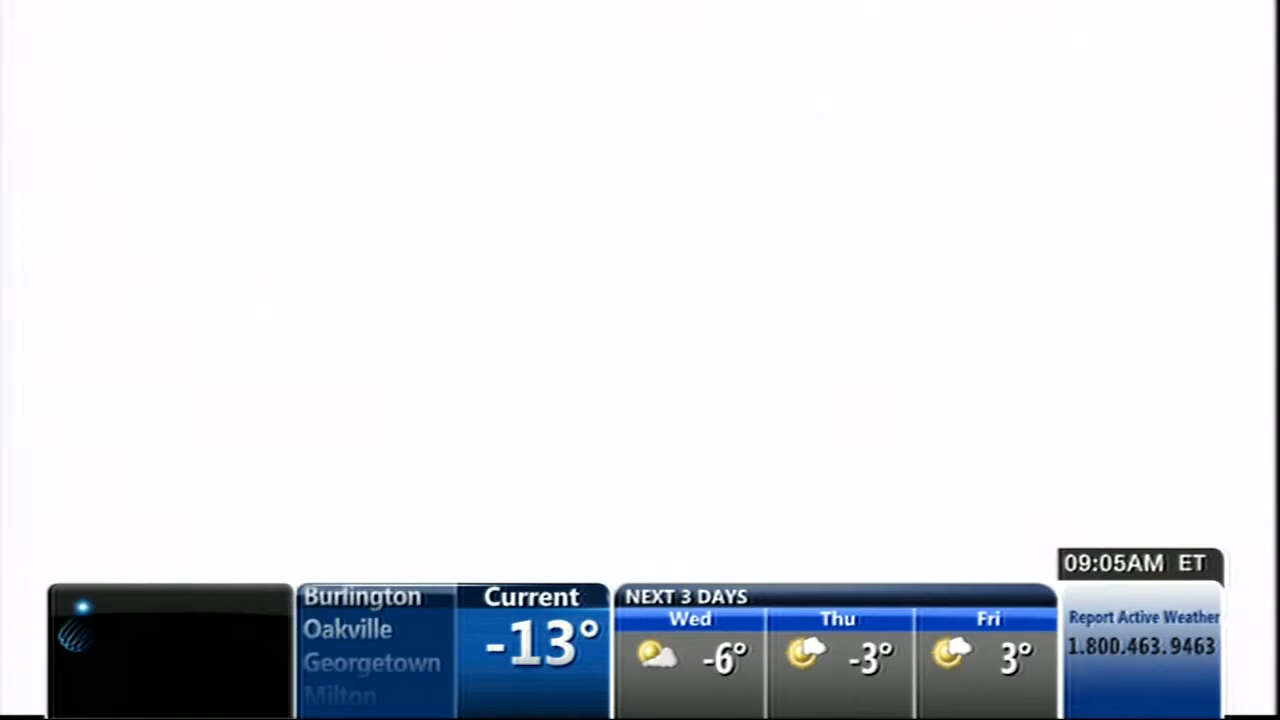 09:05AM ET
Burlington
Oakville
Georgetown
Milton
Current
-13°
NEXT 3 DAYS
Wed Thu Fri
-6° -3° 3°
Report Active Weather
1.800.463.9463